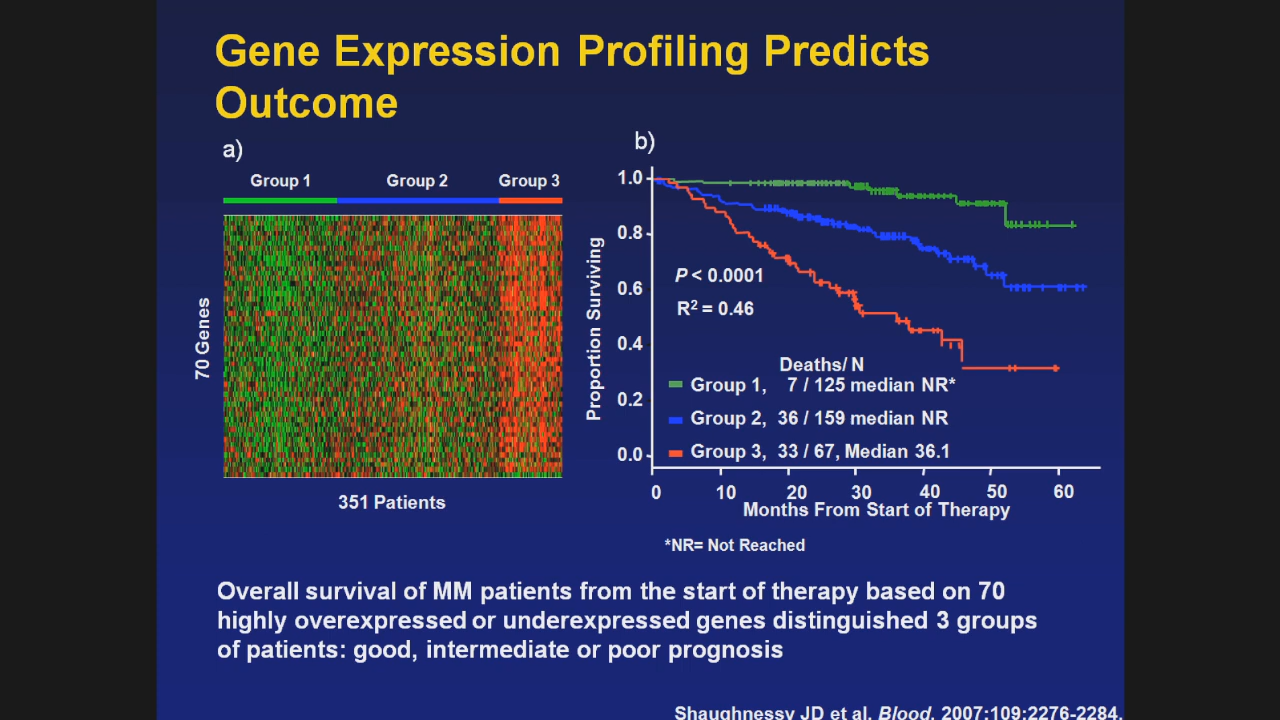 Gene Expression Profiling Predicts
Outcome
a)
Group 1 Group 2 Group 3
70 Genes
351 Patients
b)
Proportion Surviving
1.0
0.8
0.6
0.4
0.2
0.0
P < 0.0001
R² = 0.46
Deaths/ N
Group 1, 7 / 125 median NR*
Group 2, 36 / 159 median NR
Group 3, 33 / 67, Median 36.1
0 10 20 30 40 50 60
Months From Start of Therapy
*NR= Not Reached
Overall survival of MM patients from the start of therapy based on 70
highly overexpressed or underexpressed genes distinguished 3 groups
of patients: good, intermediate or poor prognosis
Shaughnessy JD et al. Blood. 2007;109:2276-2284.